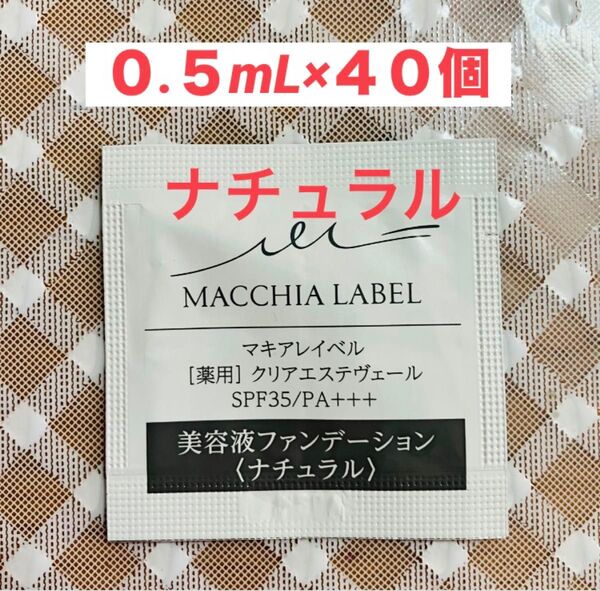 ０.５mL×４０個
ナチュラル
MACCHIA LABEL
マキアレイベル
［薬用］クリアエステヴェール
SPF35/PA+++
美容液ファンデーション
〈ナチュラル〉